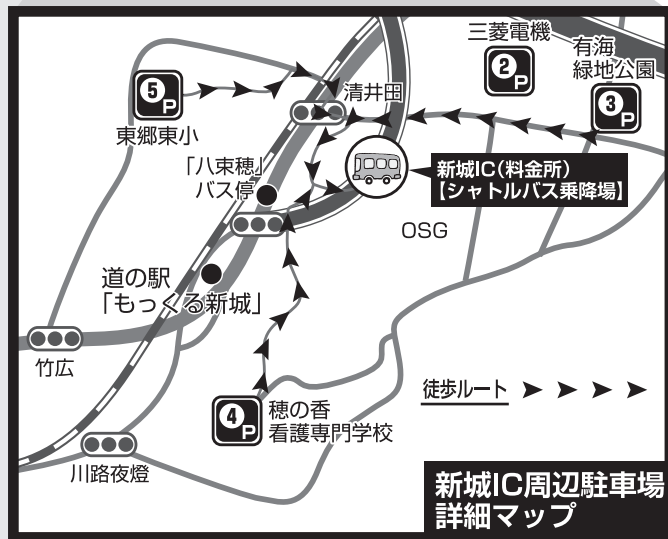 三菱電機
2
P
有海
緑地公園
3
P
5
P
東郷東小
清井田
「八束穂」
バス停
新城IC(料金所)
【シャトルバス乗降場】
OSG
道の駅
「もっくる新城」
竹広
4
P
穂の香
看護専門学校
徒歩ルート
川路夜燈
新城IC周辺駐車場
詳細マップ